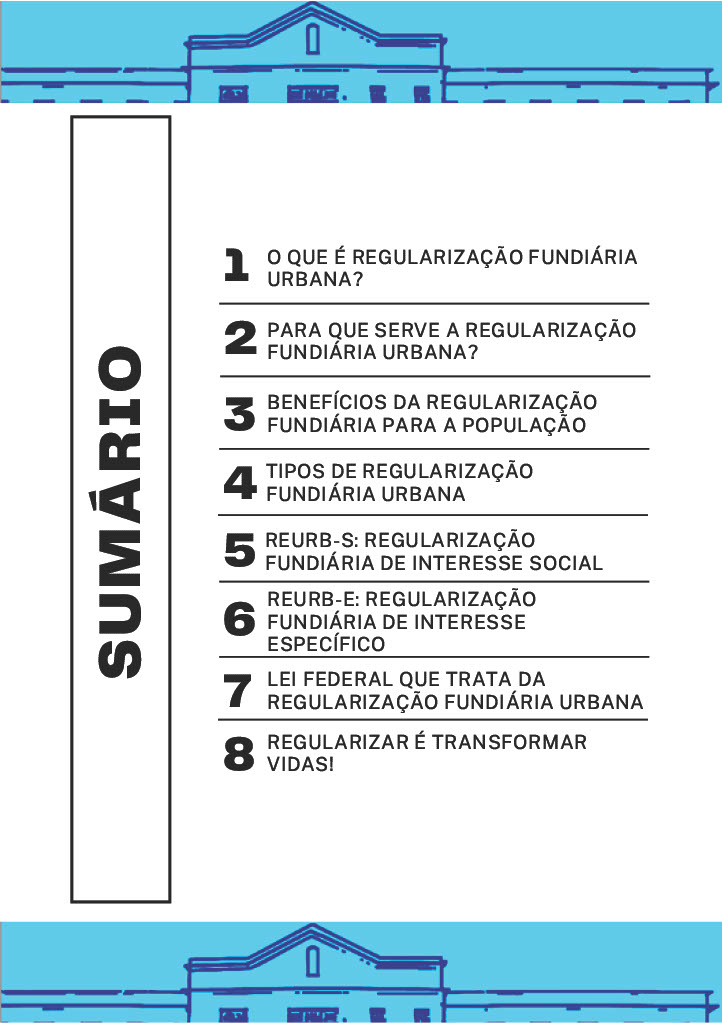 SUMÁRIO
1 O QUE É REGULARIZAÇÃO FUNDIÁRIA
URBANA?
2 PARA QUE SERVE A REGULARIZAÇÃO
FUNDIÁRIA URBANA?
3 BENEFÍCIOS DA REGULARIZAÇÃO
FUNDIÁRIA PARA A POPULAÇÃO
4 TIPOS DE REGULARIZAÇÃO
FUNDIÁRIA URBANA
5 REURB-S: REGULARIZAÇÃO
FUNDIÁRIA DE INTERESSE SOCIAL
6 REURB-E: REGULARIZAÇÃO
FUNDIÁRIA DE INTERESSE
ESPECÍFICO
7 LEI FEDERAL QUE TRATA DA
REGULARIZAÇÃO FUNDIÁRIA URBANA
8 REGULARIZAR É TRANSFORMAR
VIDAS!